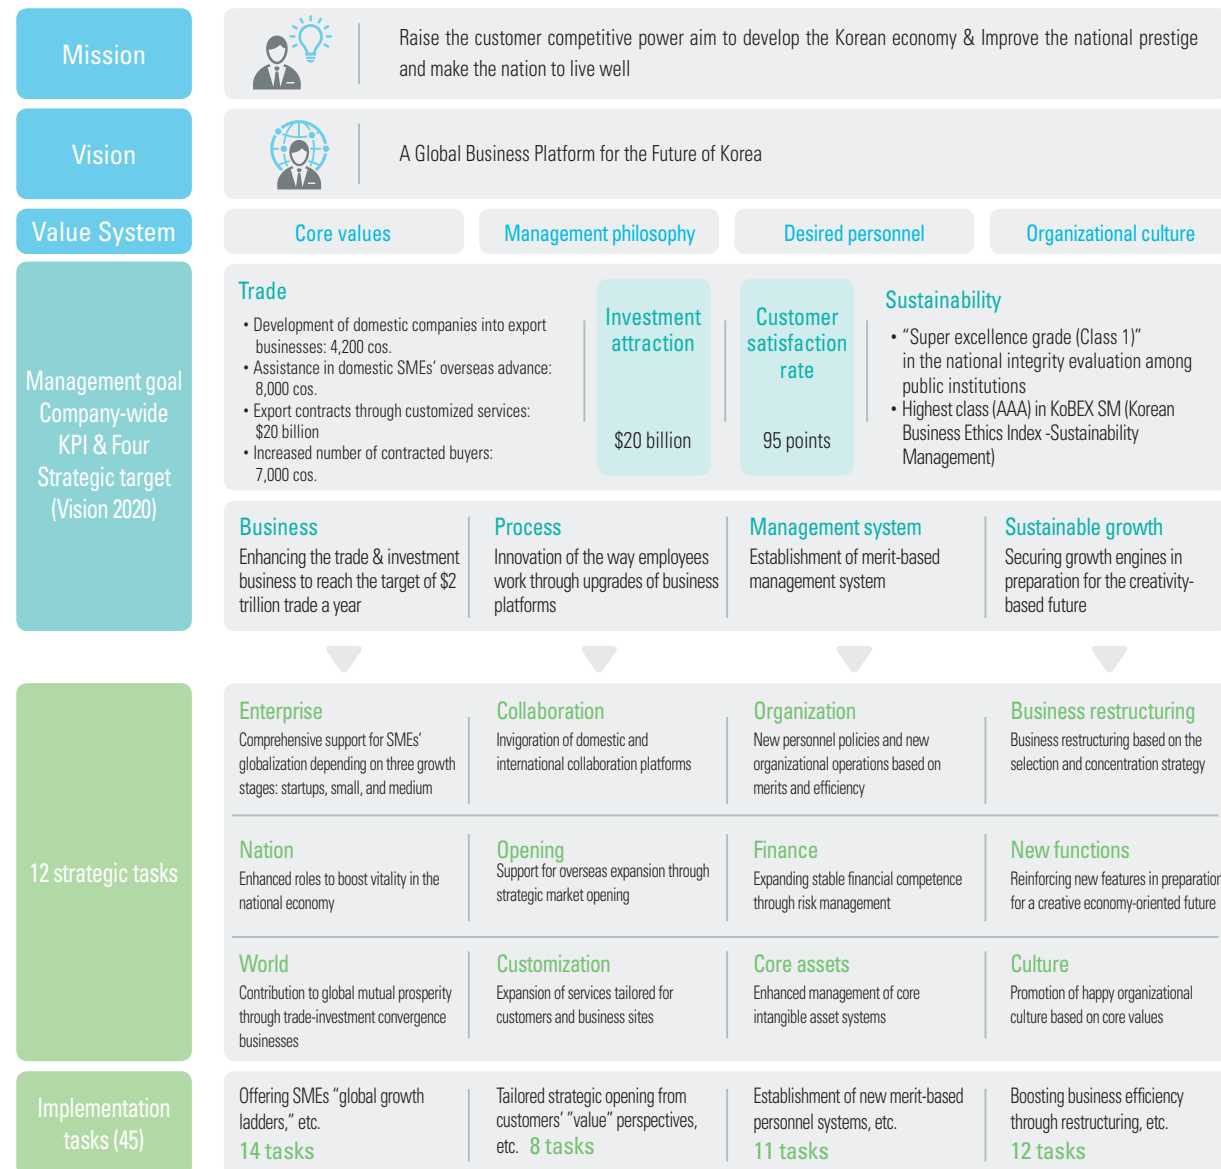 Mission
Raise the customer competitive power aim to develop the Korean economy & Improve the national prestige
and make the nation to live well
Vision
A Global Business Platform for the Future of Korea
Value System
Core values
Management philosophy
Desired personnel
Organizational culture
Management goal
Company-wide
KPI & Four
Strategic target
(Vision 2020)
Trade
• Development of domestic companies into export
businesses: 4,200 cos.
• Assistance in domestic SMEs' overseas advance:
8,000 cos.
• Export contracts through customized services:
$20 billion
• Increased number of contracted buyers:
7,000 cos.
Investment
attraction
$20 billion
Customer
satisfaction
rate
95 points
Sustainability
• “Super excellence grade (Class 1)”
in the national integrity evaluation among
public institutions
• Highest class (AAA) in KoBEX SM (Korean
Business Ethics Index -Sustainability
Management)
Business
Enhancing the trade & investment
business to reach the target of $2
trillion trade a year
Process
Innovation of the way employees
work through upgrades of business
platforms
Management system
Establishment of merit-based
management system
Sustainable growth
Securing growth engines in
preparation for the creativity-
based future
12 strategic tasks
Enterprise
Comprehensive support for SMEs'
globalization depending on three growth
stages: startups, small, and medium
Collaboration
Invigoration of domestic and
international collaboration platforms
Organization
New personnel policies and new
organizational operations based on
merits and efficiency
Business restructuring
Business restructuring based on the
selection and concentration strategy
Nation
Enhanced roles to boost vitality in the
national economy
Opening
Support for overseas expansion through
strategic market opening
Finance
Expanding stable financial competence
through risk management
New functions
Reinforcing new features in preparation
for a creative economy-oriented future
World
Contribution to global mutual prosperity
through trade-investment convergence
businesses
Customization
Expansion of services tailored for
customers and business sites
Core assets
Enhanced management of core
intangible asset systems
Culture
Promotion of happy organizational
culture based on core values
Implementation
tasks (45)
Offering SMEs “global growth
ladders,” etc.
14 tasks
Tailored strategic opening from
customers' “value” perspectives,
etc. 8 tasks
Establishment of new merit-based
personnel systems, etc.
11 tasks
Boosting business efficiency
through restructuring, etc.
12 tasks